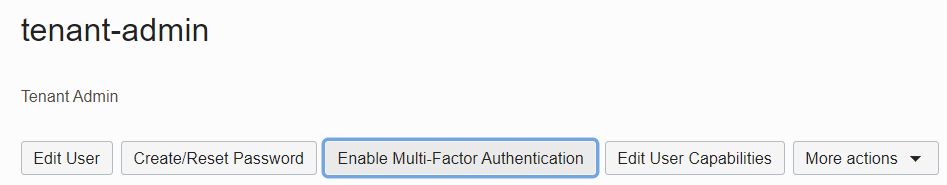 tenant-admin
Tenant Admin
Edit User Create/Reset Password Enable Multi-Factor Authentication Edit User Capabilities More actions